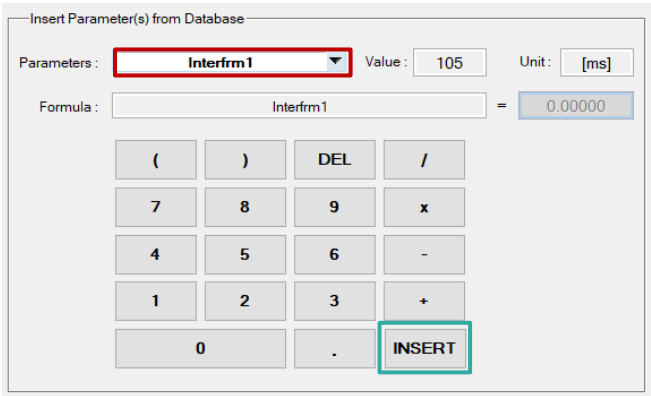 Insert Parameter(s) from Database
Parameters : Interfrm1 Value : 105 Unit : [ms]
Formula : Interfrm1 = 0.00000
( ) DEL /
7 8 9 x
4 5 6 -
1 2 3 +
0 . INSERT